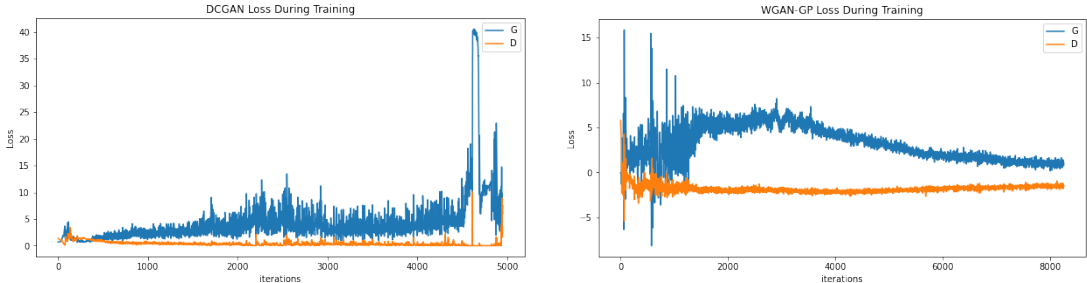 DCGAN Loss During Training
40
35
30
25
20
15
10
5
0
Loss
0 1000 2000 3000 4000 5000
iterations
G
D
WGAN-GP Loss During Training
15
10
5
0
−5
Loss
0 2000 4000 6000 8000
iterations
G
D